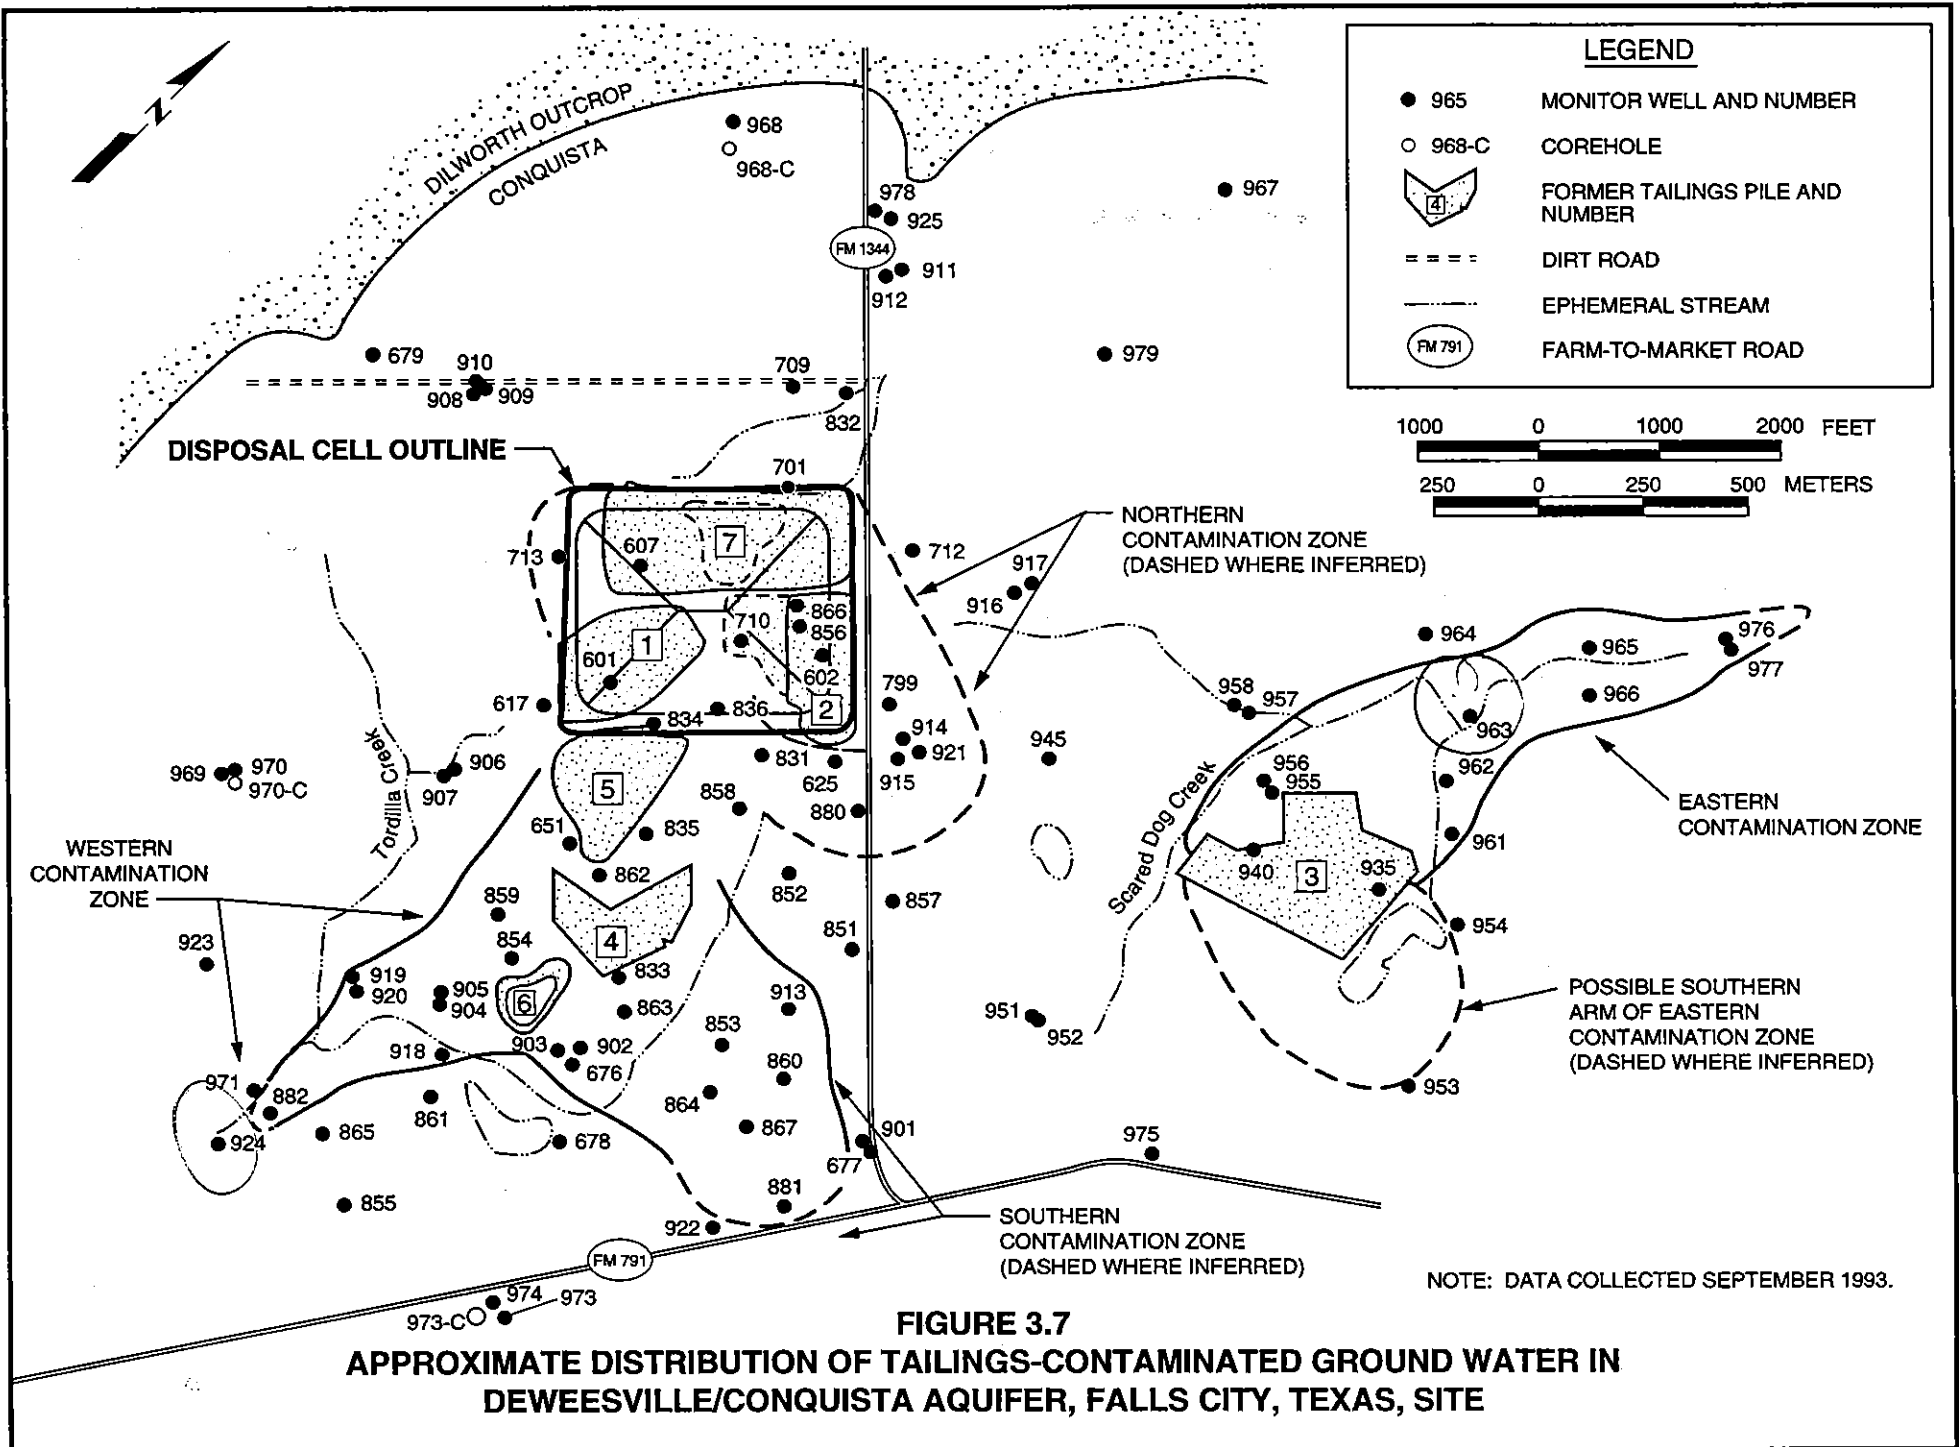 LEGEND
965 MONITOR WELL AND NUMBER
968-C COREHOLE
4 FORMER TAILINGS PILE AND
NUMBER
DIRT ROAD
EPHEMERAL STREAM
FM 791 FARM-TO-MARKET ROAD
1000 0 1000 2000 FEET
250 0 250 500 METERS
N
DILWORTH OUTCROP
CONQUISTA
968
968-C
978
925
967
FM 1344
911
912
679
910
908
909
709
832
979
DISPOSAL CELL OUTLINE
701
NORTHERN
CONTAMINATION ZONE
(DASHED WHERE INFERRED)
713
607
7
712
917
916
866
856
710
1
601
602
2
617
834
836
799
914
921
915
831
625
945
958
957
964
965
976
977
966
963
962
956
955
961
Tordilla Creek
969
970
970-C
906
907
5
858
880
651
835
862
852
857
Scared Dog Creek
940
3
935
954
EASTERN
CONTAMINATION ZONE
WESTERN
CONTAMINATION
ZONE
859
854
4
833
851
923
919
920
905
904
6
863
913
853
951
952
POSSIBLE SOUTHERN
ARM OF EASTERN
CONTAMINATION ZONE
(DASHED WHERE INFERRED)
953
918
903
902
676
860
864
867
971
882
924
865
861
678
901
677
975
855
881
922
SOUTHERN
CONTAMINATION ZONE
(DASHED WHERE INFERRED)
FM 791
974
973
973-C
NOTE: DATA COLLECTED SEPTEMBER 1993.
FIGURE 3.7
APPROXIMATE DISTRIBUTION OF TAILINGS-CONTAMINATED GROUND WATER IN
DEWEESVILLE/CONQUISTA AQUIFER, FALLS CITY, TEXAS, SITE